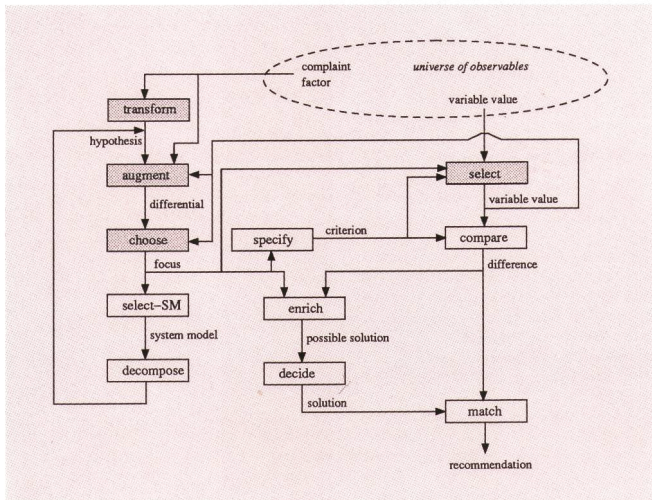 complaint
factor
universe of observables
variable value
transform
hypothesis
augment
select
differential
variable value
choose
specify
criterion
compare
focus
difference
select-SM
enrich
system model
possible solution
decompose
decide
solution
match
recommendation